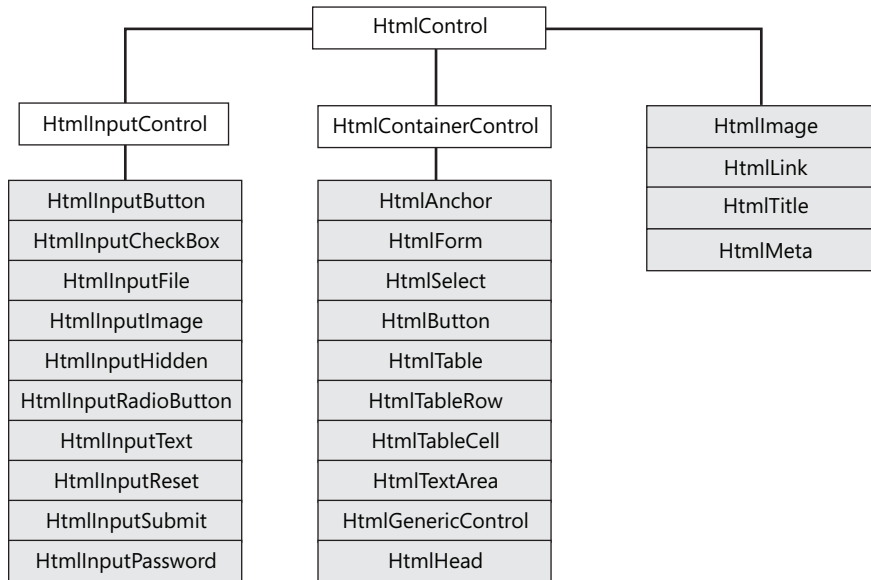 HtmlControl
HtmlInputControl
HtmlContainerControl
HtmlImage
HtmlLink
HtmlTitle
HtmlMeta
HtmlInputButton
HtmlInputCheckBox
HtmlInputFile
HtmlInputImage
HtmlInputHidden
HtmlInputRadioButton
HtmlInputText
HtmlInputReset
HtmlInputSubmit
HtmlInputPassword
HtmlAnchor
HtmlForm
HtmlSelect
HtmlButton
HtmlTable
HtmlTableRow
HtmlTableCell
HtmlTextArea
HtmlGenericControl
HtmlHead